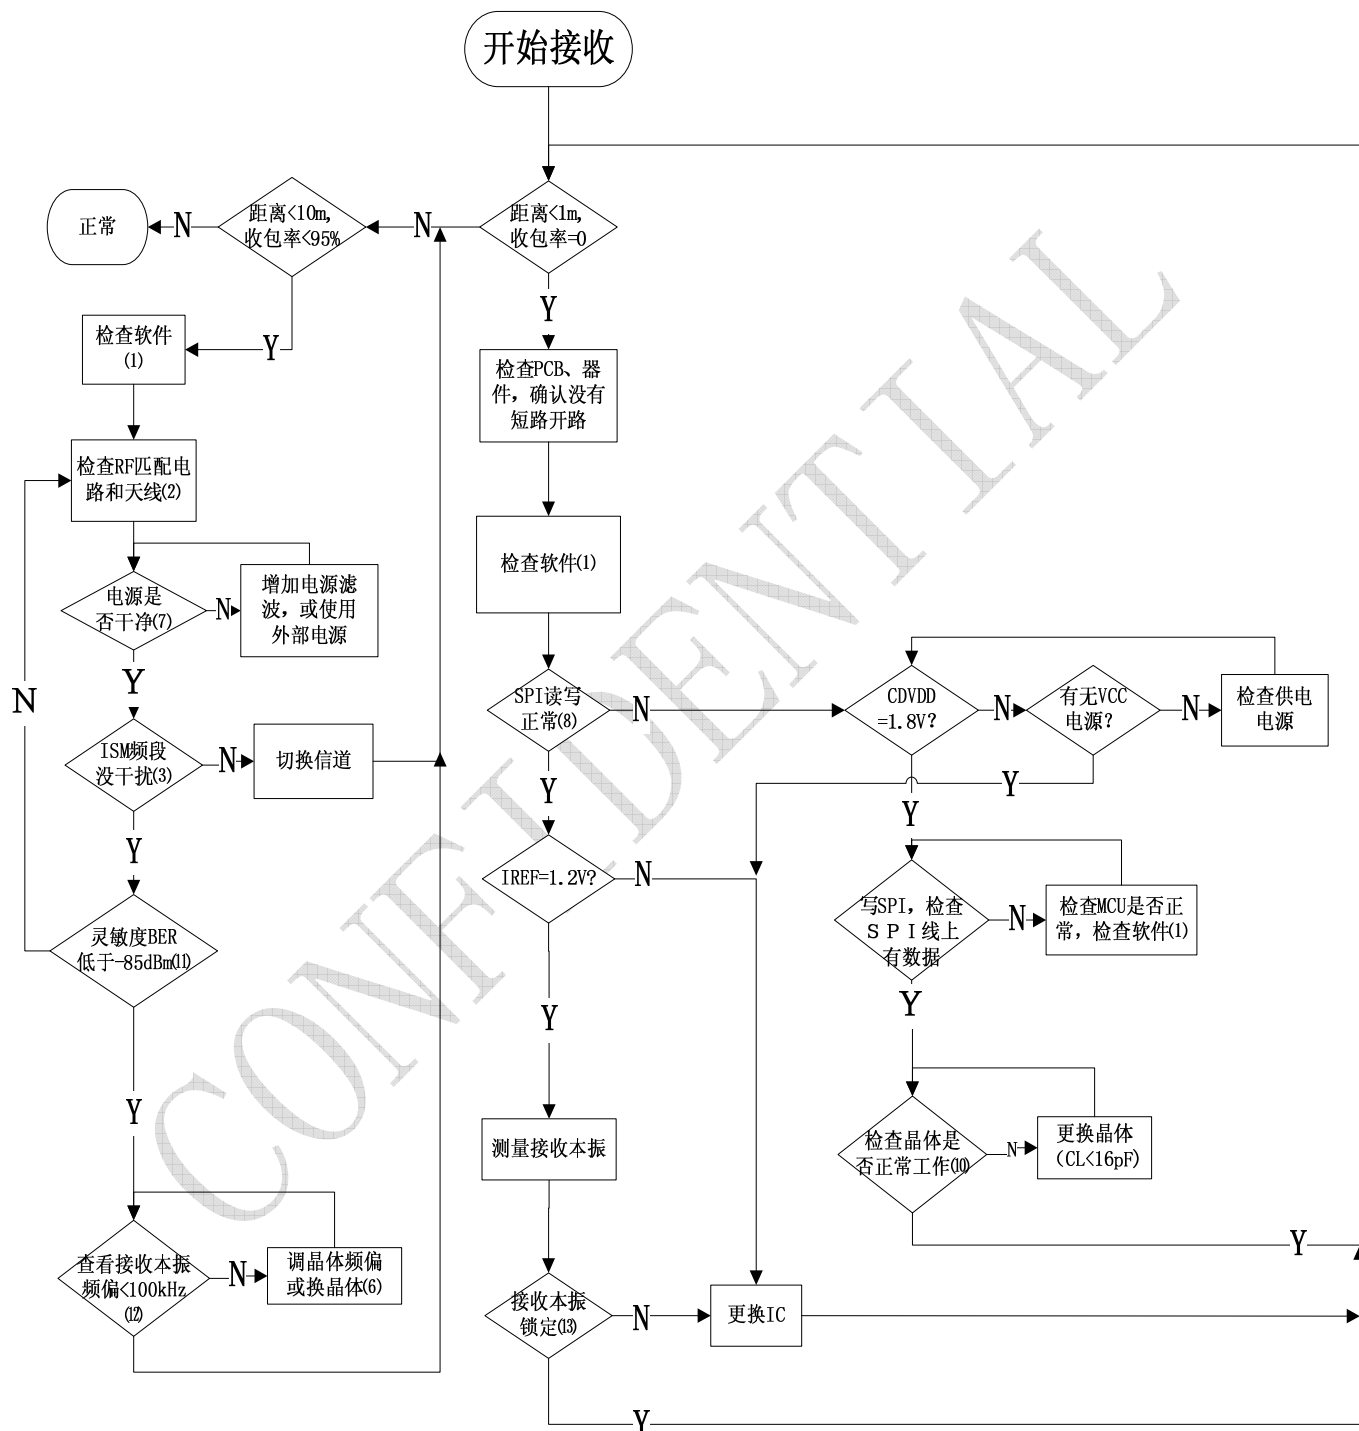 开始接收
距离<1m,
收包率=0
N
距离<10m,
收包率<95%
N
正常
Y
检查软件
(1)
检查RF匹配电
路和天线(2)
电源是
否干净(7)
N
增加电源滤
波，或使用
外部电源
Y
ISM频段
没干扰(3)
N
切换信道
Y
灵敏度BER
低于-85dBm(11)
N
Y
查看接收本振
频偏<100kHz
(12)
N
调晶体频偏
或换晶体(6)
Y
检查PCB、器
件，确认没有
短路开路
检查软件(1)
SPI读写
正常(8)
N
CDVDD
=1.8V？
N
有无VCC
电源？
N
检查供电
电源
Y
Y
Y
IREF=1.2V?
N
写SPI，检查
ＳＰＩ线上
有数据
N
检查MCU是否正
常，检查软件(1)
Y
Y
检查晶体是
否正常工作(10)
N
更换晶体
（CL<16pF）
Y
测量接收本振
接收本振
锁定(13)
N
更换IC
Y
CONFIDENTIAL